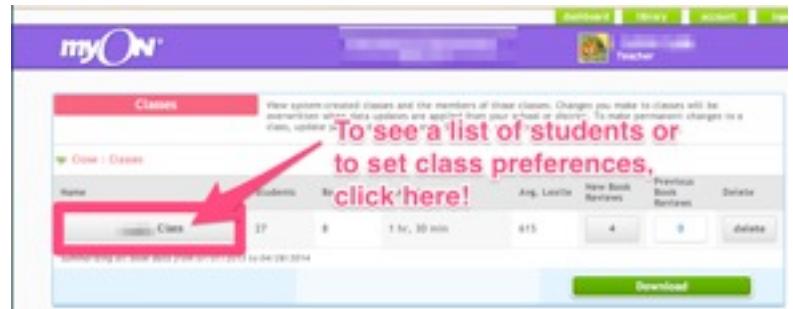 dashboard library account
myON
Teacher
Classes
View system-created classes and the members of those classes. Changes you make to classes will be
overwritten when data updates are applied from your school or district. To make permanent changes to a
class, update
To see a list of students or
to set class preferences,
click here!
Close : Classes
Name Students Avg. Lexile New Book Reviews Previous Book Reviews Delete
Class 27 8 1 hr, 30 min 615 4 0 delete
Download